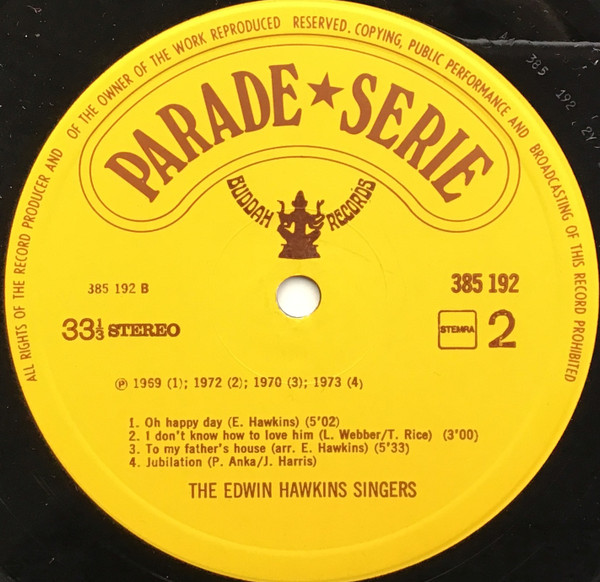 ALL RIGHTS OF THE RECORD PRODUCER AND OF THE OWNER OF THE WORK REPRODUCED RESERVED. COPYING, PUBLIC PERFORMANCE AND BROADCASTING OF THIS RECORD PROHIBITED
PARADE★SERIE
BUDDAH RECORDS
385 192 B
385 192
33⅓ STEREO
STEMRA 2
Ⓟ 1969 (1); 1972 (2); 1970 (3); 1973 (4)
1. Oh happy day (E. Hawkins) (5'02)
2. I don't know how to love him (L. Webber/T. Rice) (3'00)
3. To my father's house (arr. E. Hawkins) (5'33)
4. Jubilation (P. Anka/J. Harris)
THE EDWIN HAWKINS SINGERS
385 192